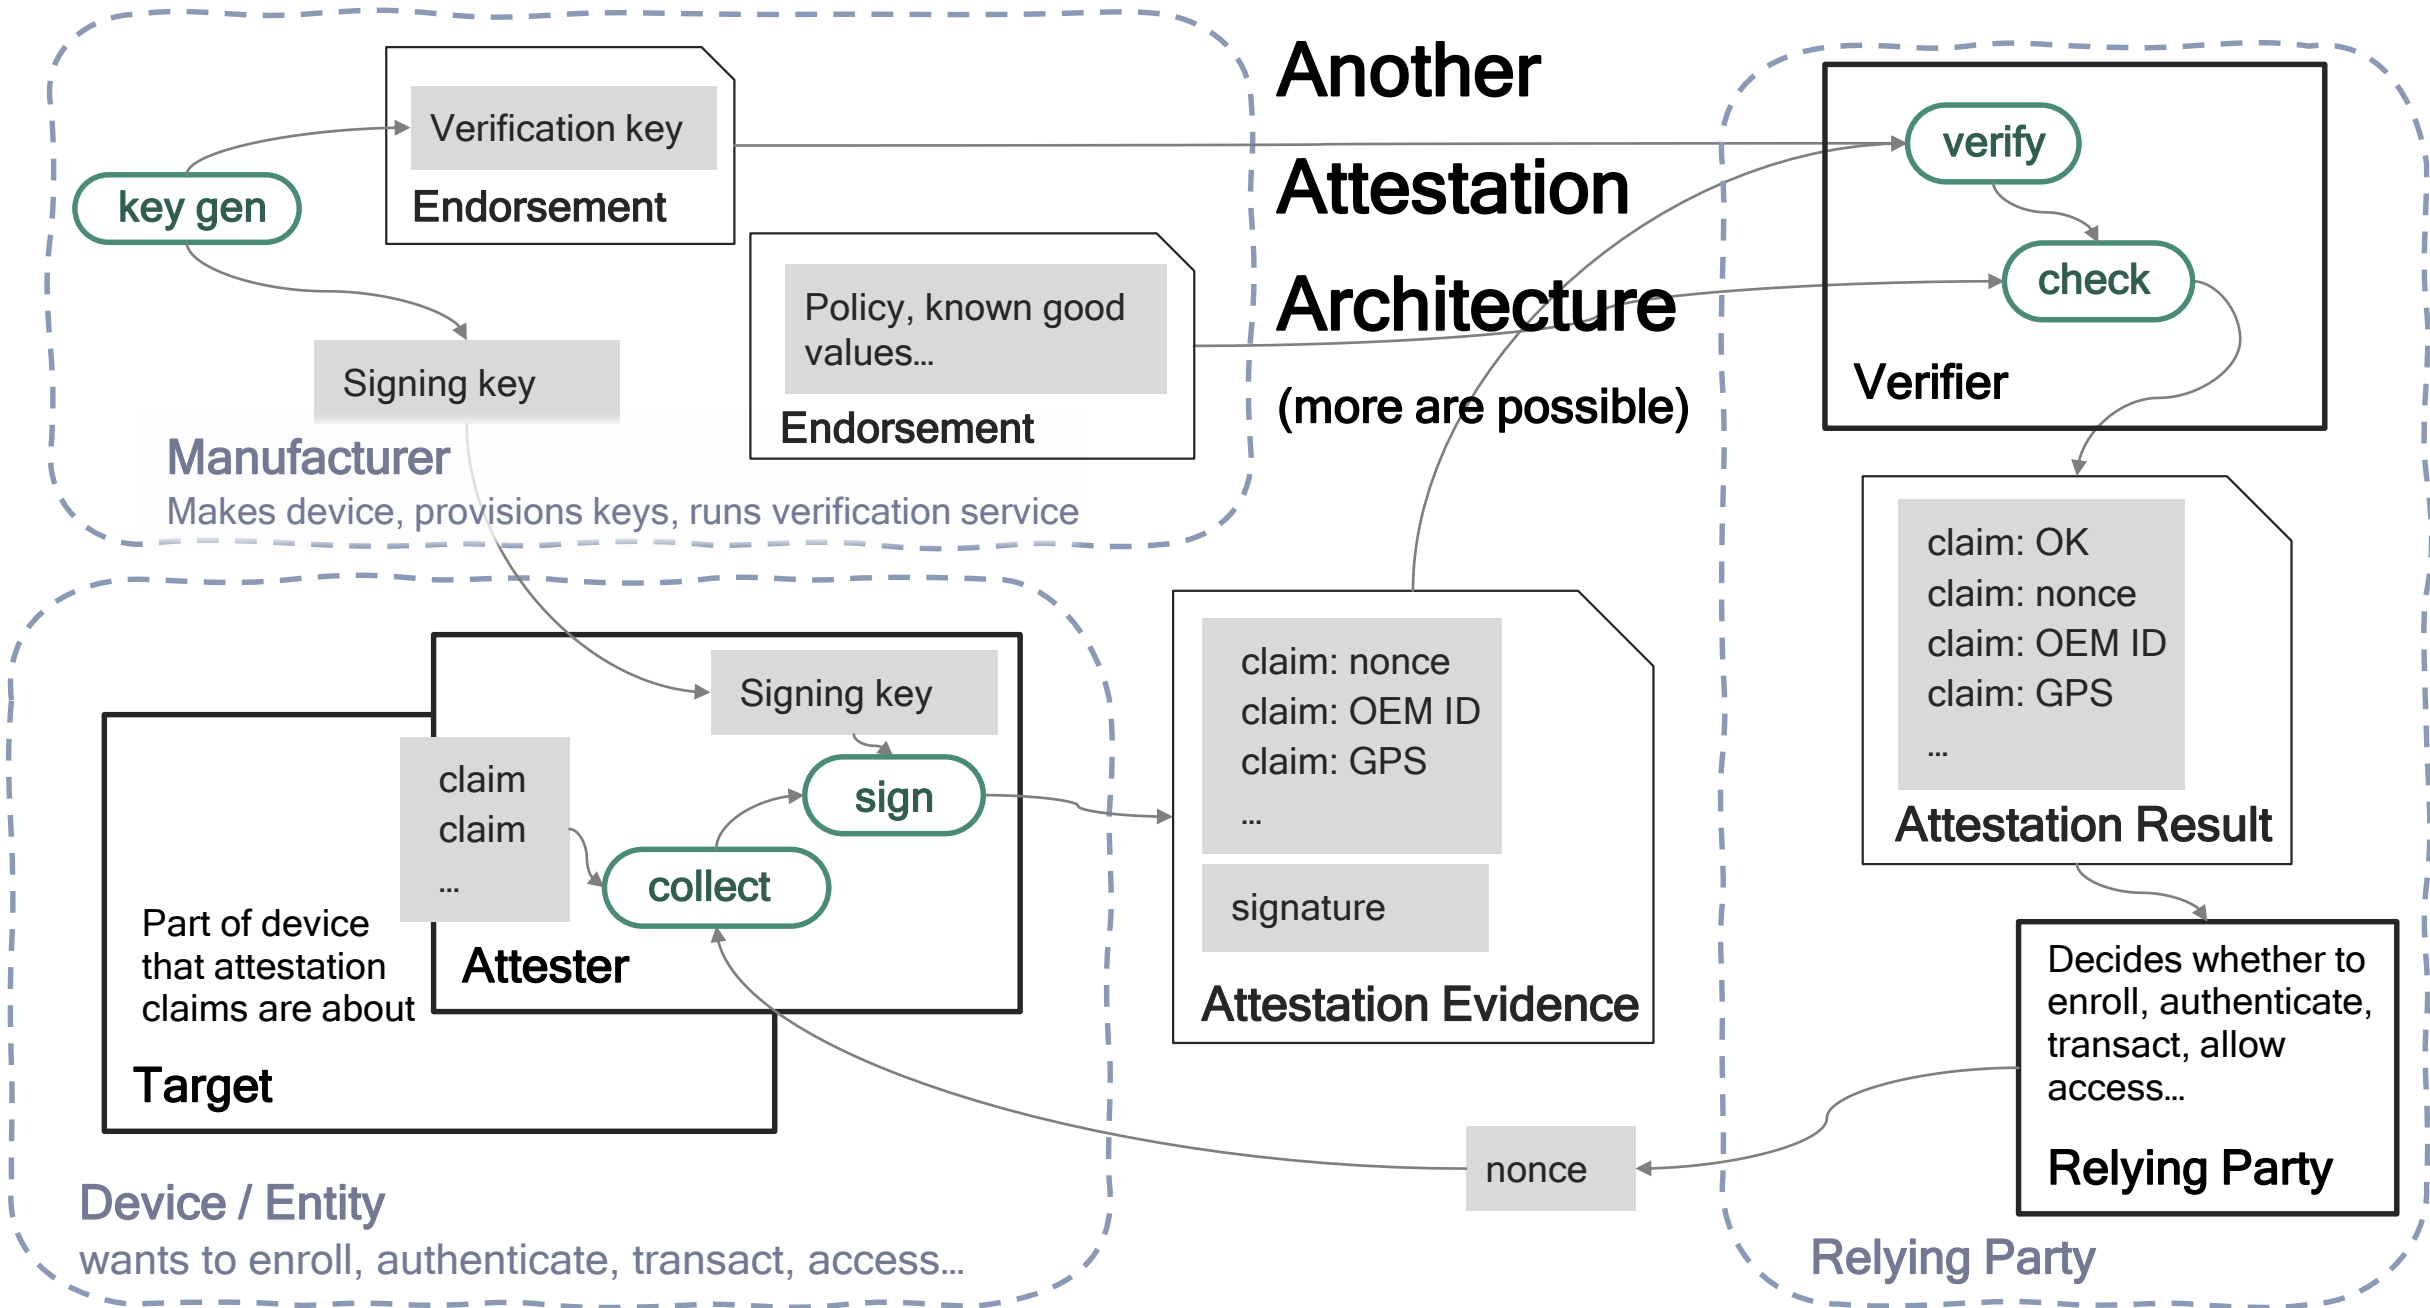 Another
Attestation
Architecture
(more are possible)
key gen
Verification key
Endorsement
Policy, known good
values...
Endorsement
Signing key
Manufacturer
Makes device, provisions keys, runs verification service
verify
check
Verifier
claim: OK
claim: nonce
claim: OEM ID
claim: GPS
...
Attestation Result
Signing key
sign
claim
claim
...
collect
Attester
Part of device
that attestation
claims are about
Target
Device / Entity
wants to enroll, authenticate, transact, access...
claim: nonce
claim: OEM ID
claim: GPS
...
signature
Attestation Evidence
nonce
Decides whether to
enroll, authenticate,
transact, allow
access...
Relying Party
Relying Party